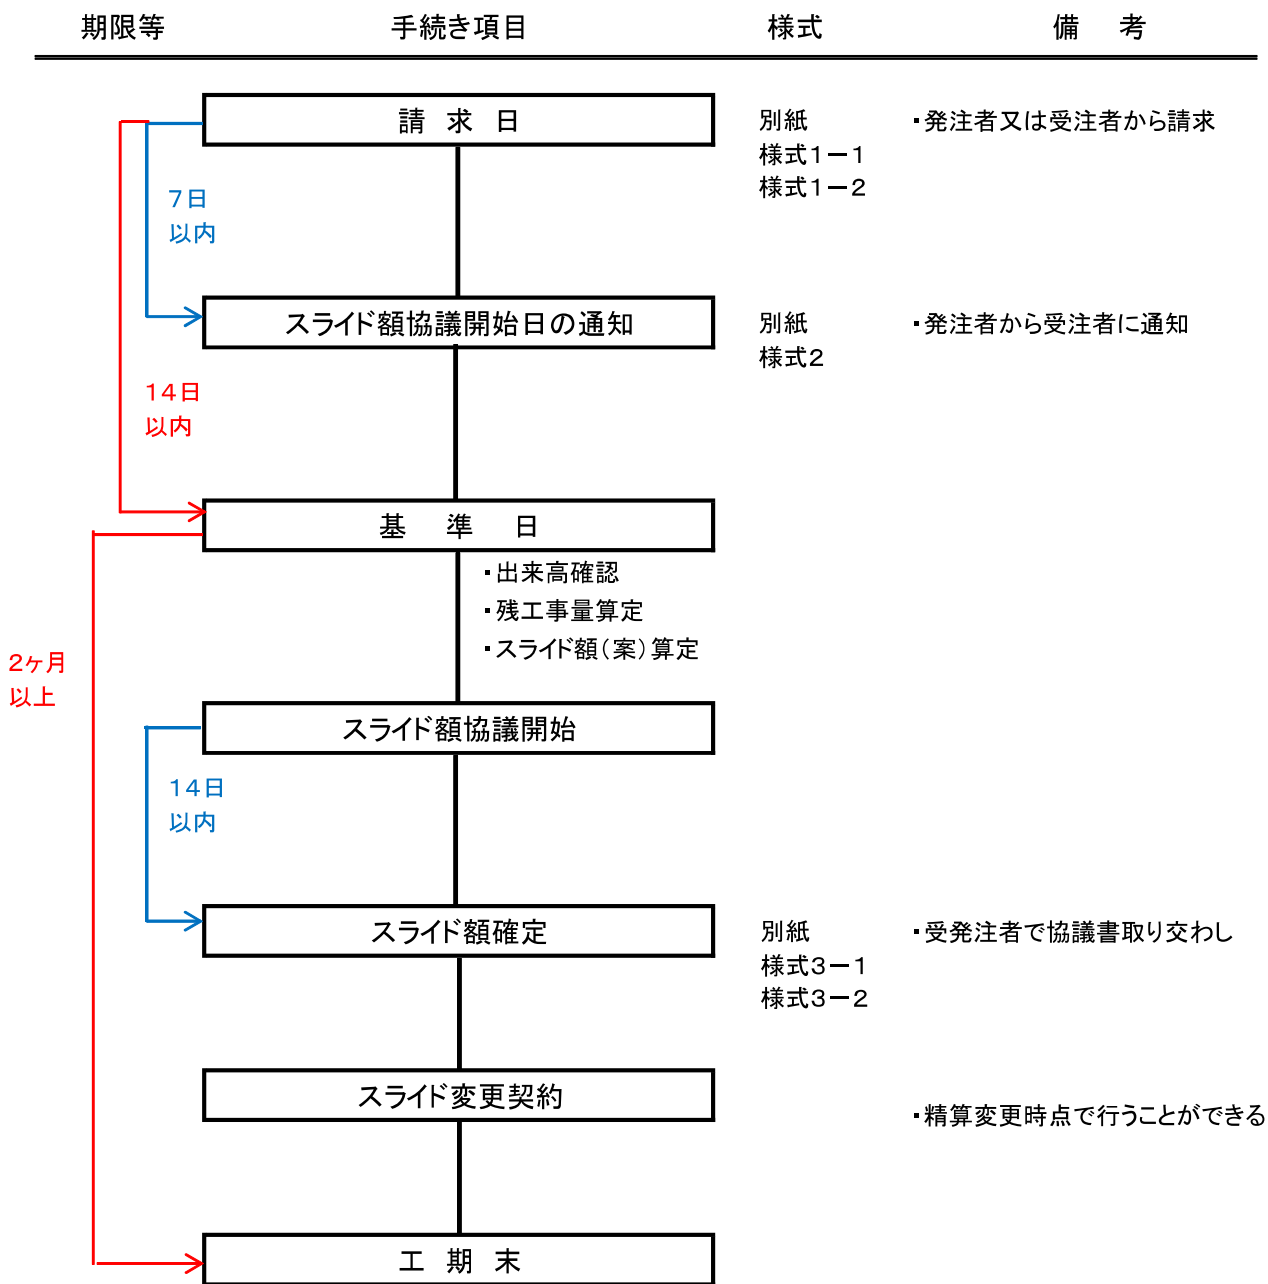 期限等 手続き項目 様式 備 考
請 求 日
別紙
様式1－1
様式1－2
・発注者又は受注者から請求
7日
以内
スライド額協議開始日の通知
別紙
様式2
・発注者から受注者に通知
14日
以内
基 準 日
・出来高確認
・残工事量算定
・スライド額（案）算定
2ヶ月
以上
スライド額協議開始
14日
以内
スライド額確定
別紙
様式3－1
様式3－2
・受発注者で協議書取り交わし
スライド変更契約
・精算変更時点で行うことができる
工 期 末